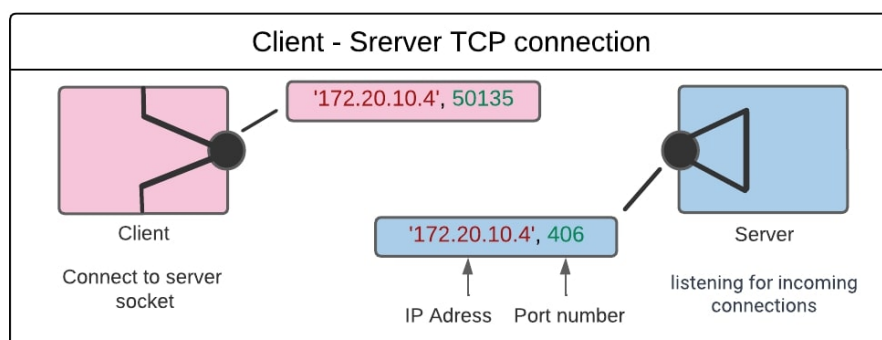 Client - Srerver TCP connection
'172.20.10.4', 50135
Client
Connect to server
socket
'172.20.10.4', 406
IP Adress
Port number
Server
listening for incoming
connections